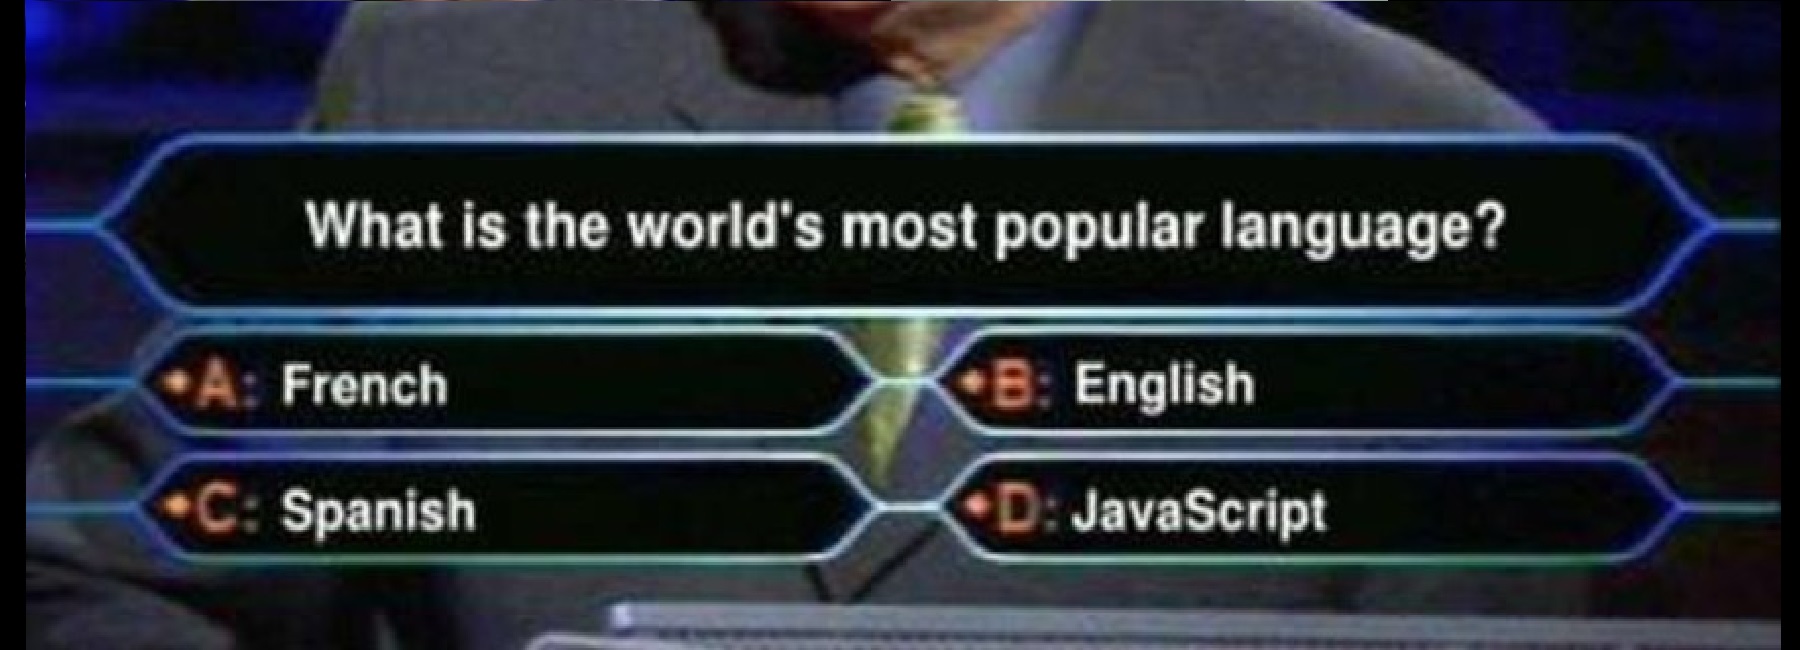 What is the world's most popular language?
A: French
B: English
C: Spanish
D: JavaScript